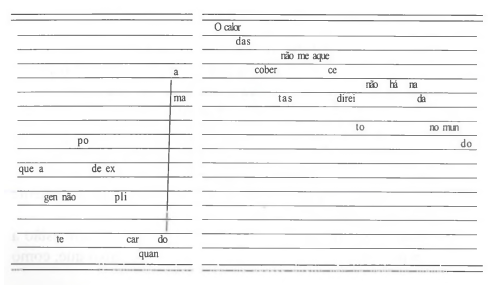 a
ma
po
que a de ex
gen não pli
te car do
quan
O calor
das
não me aque
cober ce
não há na
tas direi da
to no mun
do